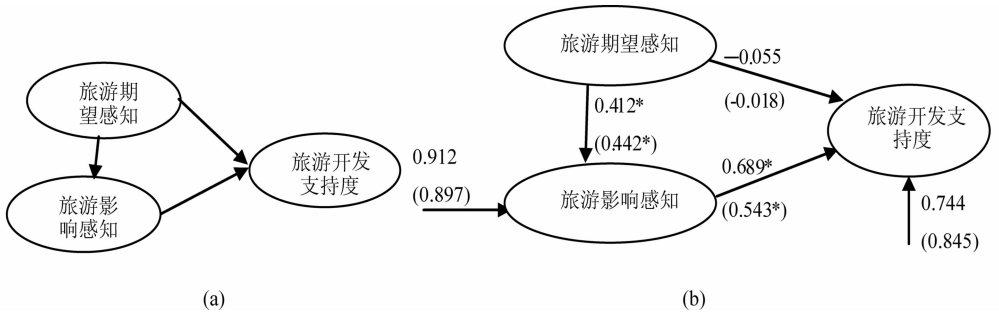 旅游期
望感知
旅游开发
支持度
旅游影
响感知
(a)
旅游期望感知
—0.055
(-0.018)
0.412*
(0.442*)
旅游开发支
持度
0.912
(0.897)
0.689*
(0.543*)
旅游影响感知
0.744
(0.845)
(b)